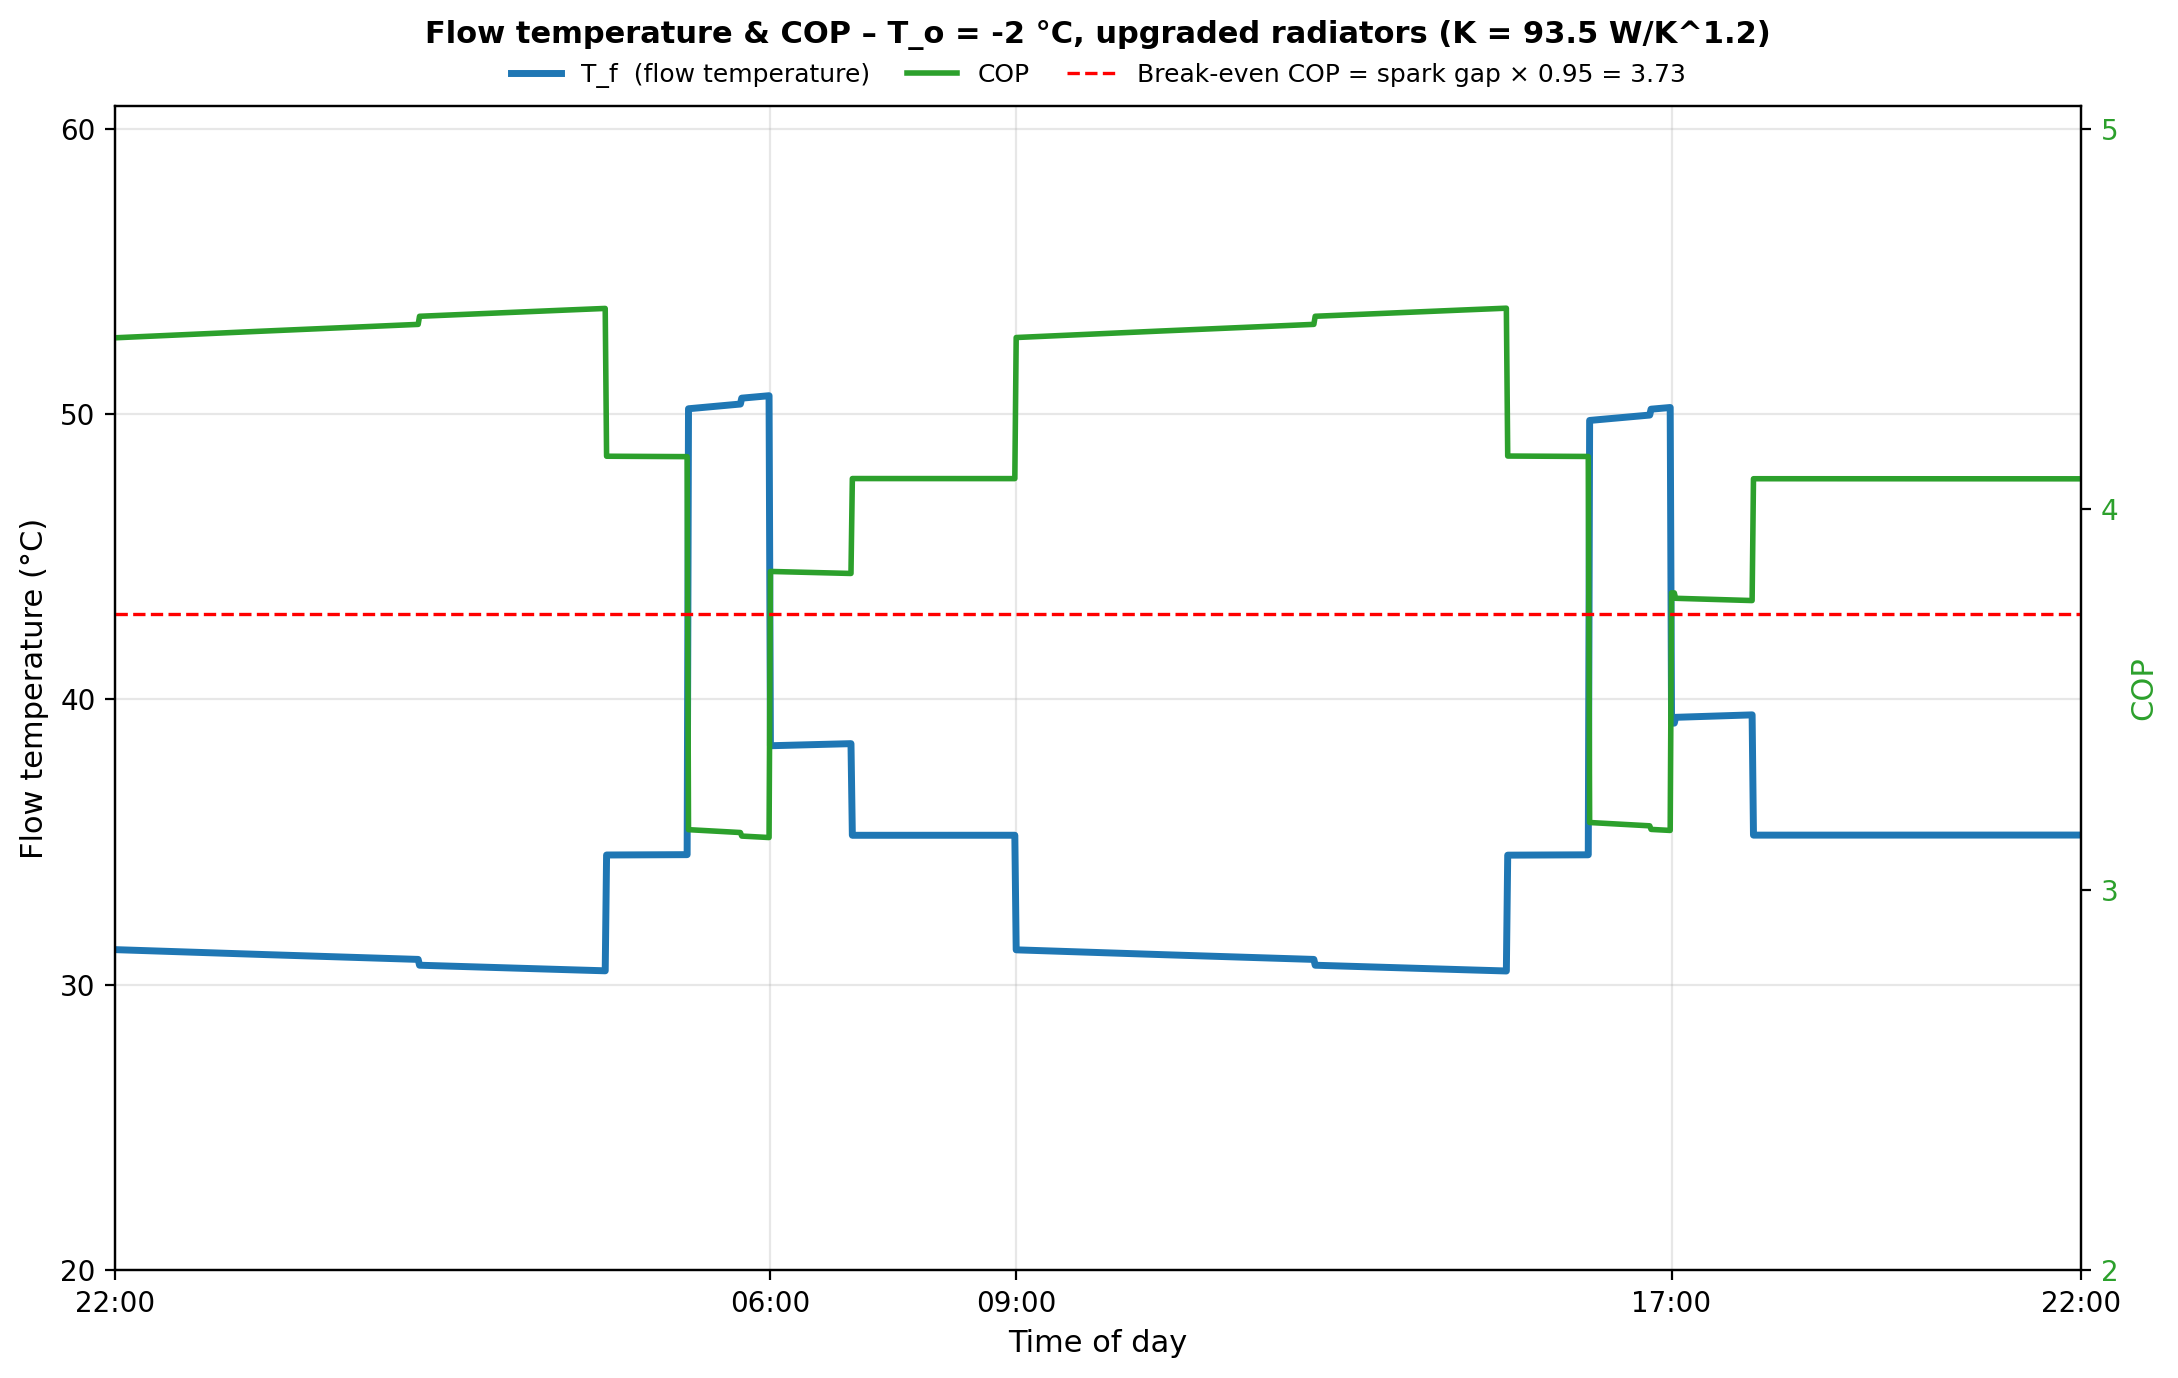 Flow temperature & COP – T_o = -2 °C, upgraded radiators (K = 93.5 W/K^1.2)
T_f  (flow temperature)
COP
Break-even COP = spark gap × 0.95 = 3.73
Flow temperature (°C)
60
50
40
30
20
5
4
3
2
COP
22:00
06:00
09:00
17:00
22:00
Time of day